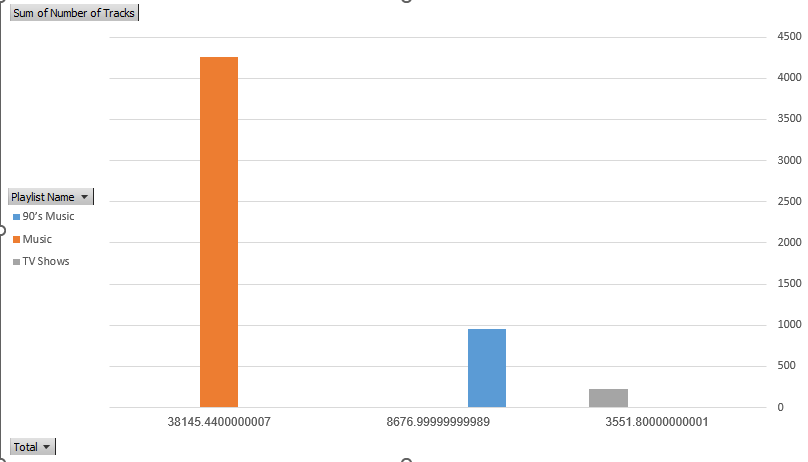 Sum of Number of Tracks
4500
4000
3500
3000
2500
2000
1500
1000
500
0
Playlist Name
90's Music
Music
TV Shows
38145.4400000007 8676.99999999989 3551.80000000001
Total